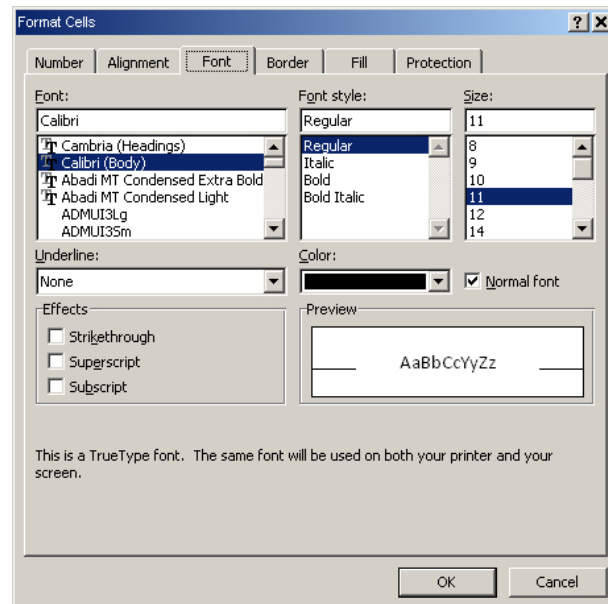 Format Cells
Number Alignment Font Border Fill Protection
Font: Font style: Size:
Calibri Regular 11
Cambria (Headings) Regular 8
Calibri (Body) Italic 9
Abadi MT Condensed Extra Bold Bold 10
Abadi MT Condensed Light Bold Italic 11
ADMUI3Lg 12
ADMUI3Sm 14
Underline: Color:
None Normal font
Effects Preview
Strikethrough
Superscript AaBbCcYyZz
Subscript
This is a TrueType font. The same font will be used on both your printer and your
screen.
OK Cancel